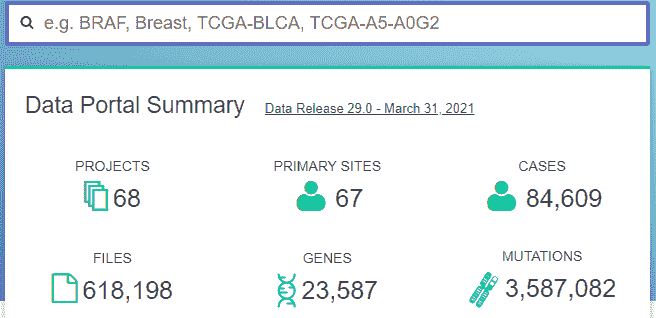 e.g. BRAF, Breast, TCGA-BLCA, TCGA-A5-A0G2
Data Portal Summary Data Release 29.0 - March 31, 2021
PROJECTS PRIMARY SITES CASES
68 67 84,609
FILES GENES MUTATIONS
618,198 23,587 3,587,082